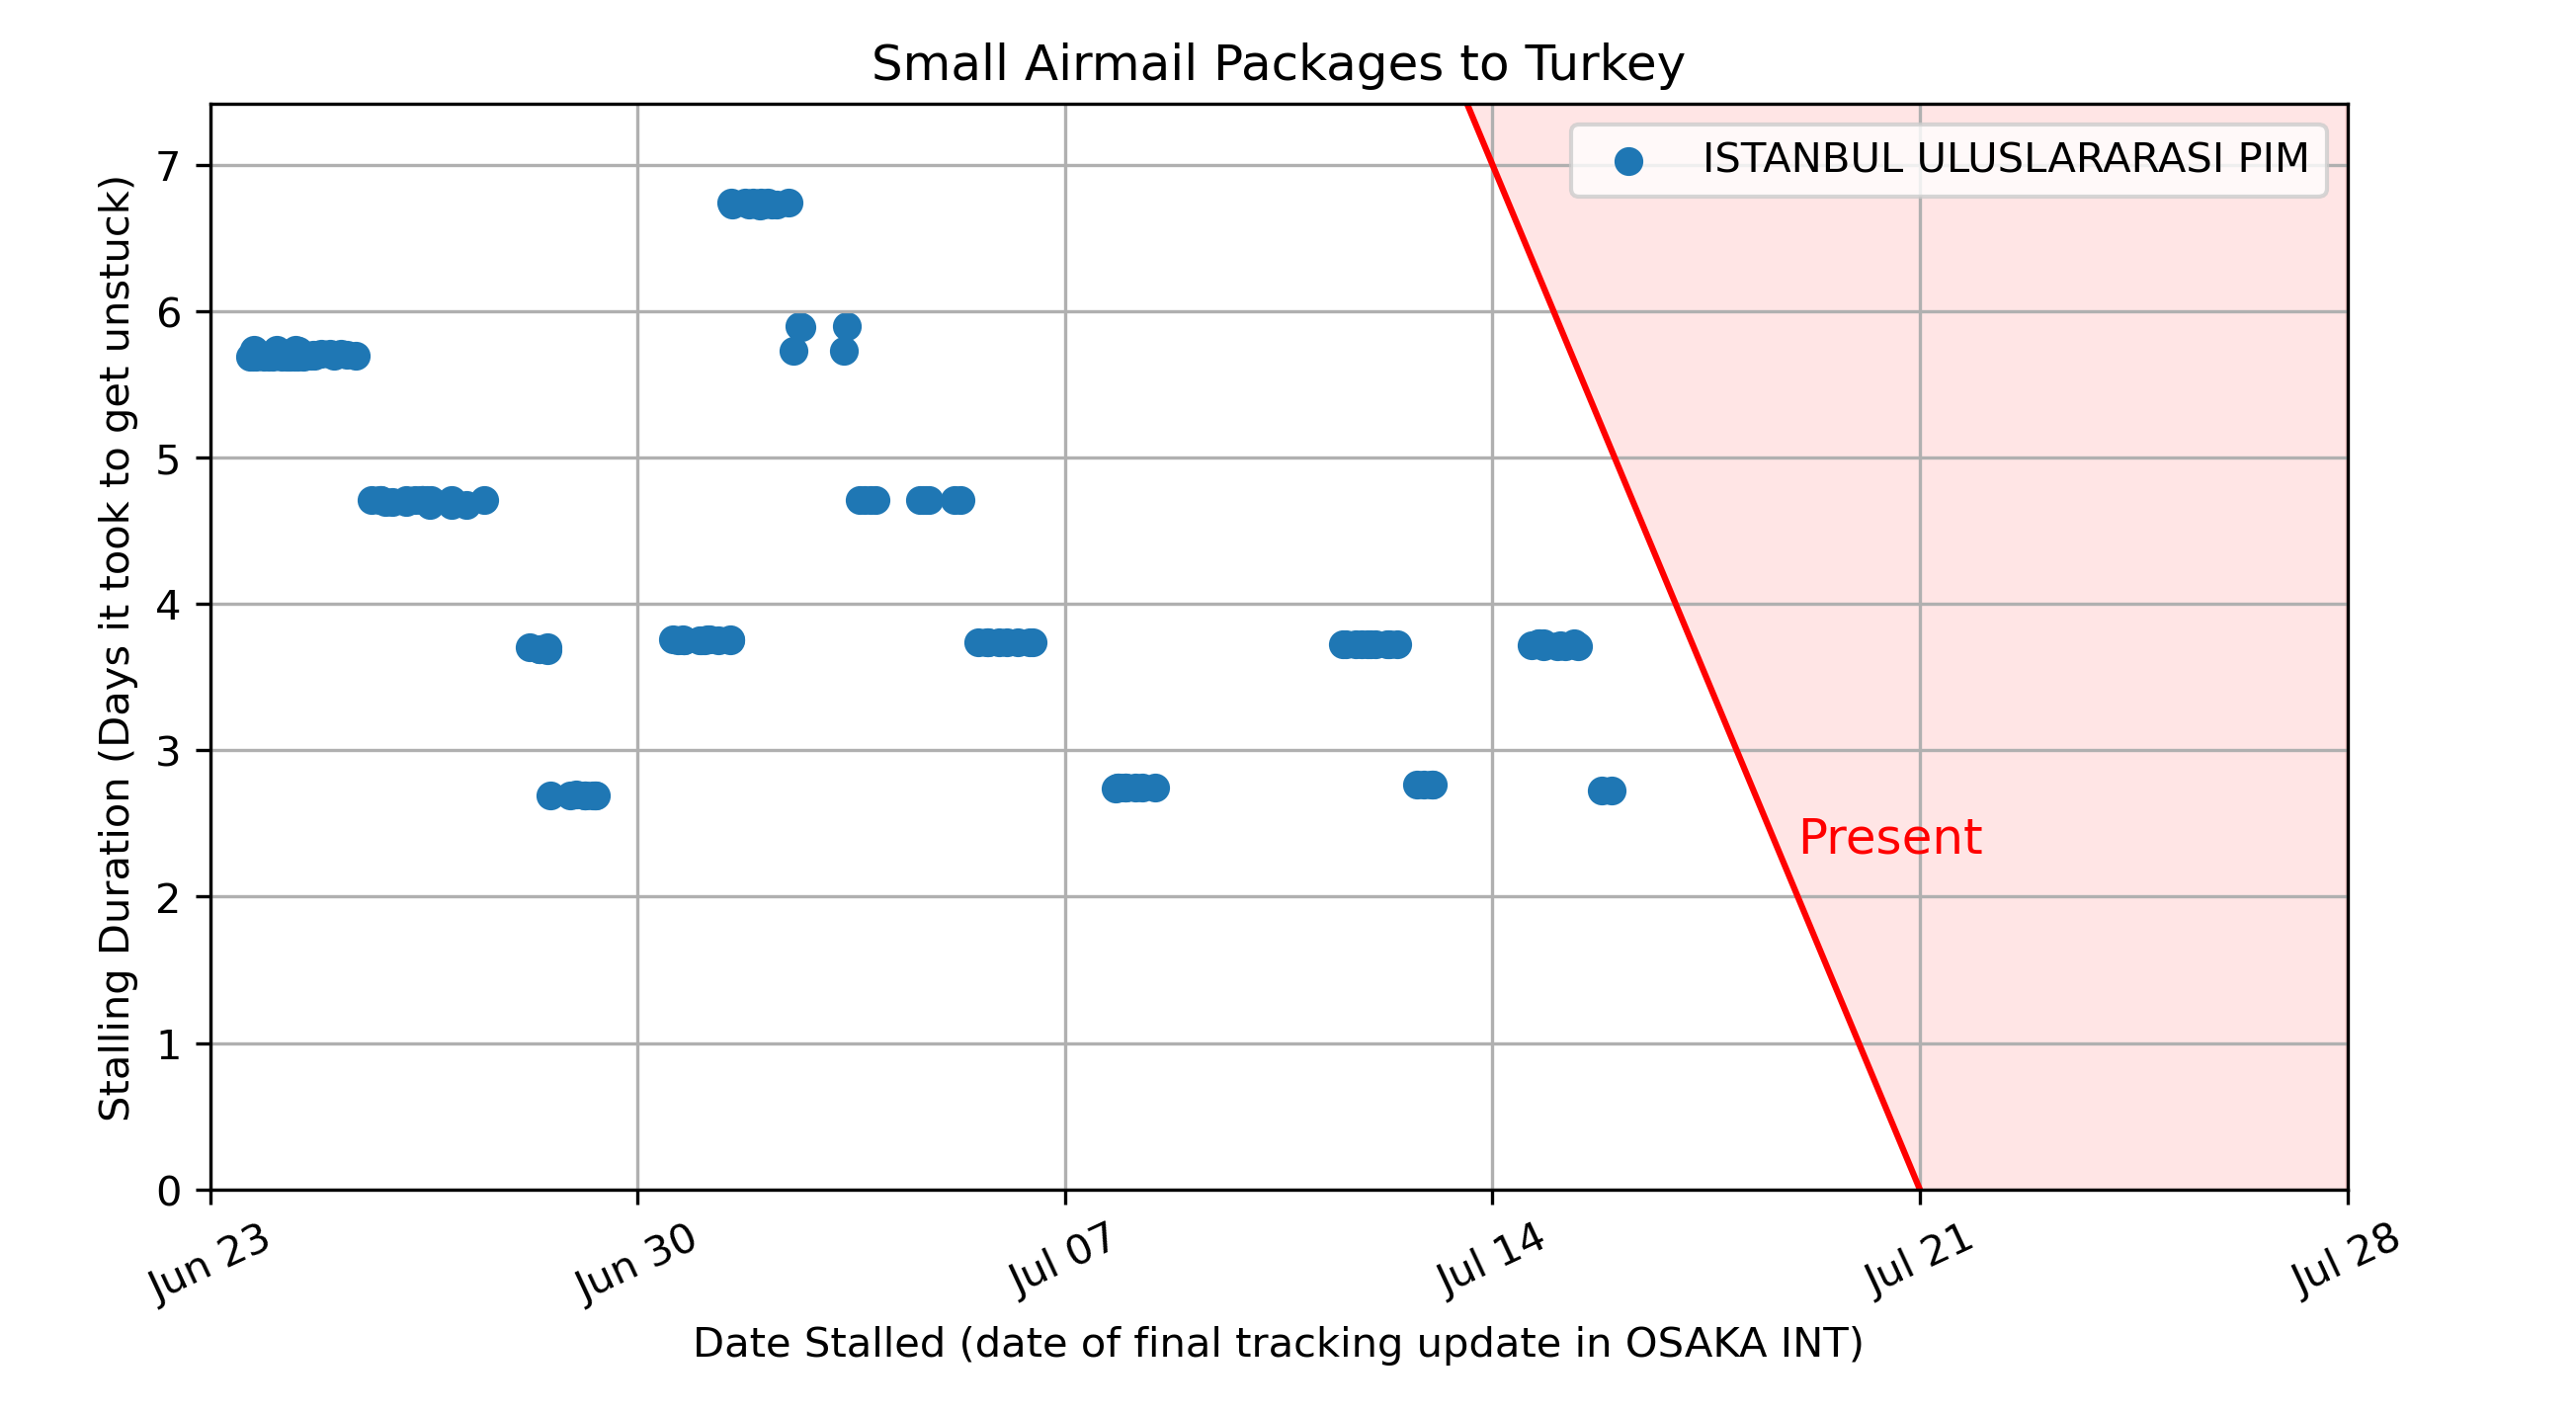 Small Airmail Packages to Turkey
ISTANBUL ULUSLARARASI PIM
Stalling Duration (Days it took to get unstuck)
7
6
5
4
3
2
1
0
Present
Jun 23
Jun 30
Jul 07
Jul 14
Jul 21
Jul 28
Date Stalled (date of final tracking update in OSAKA INT)